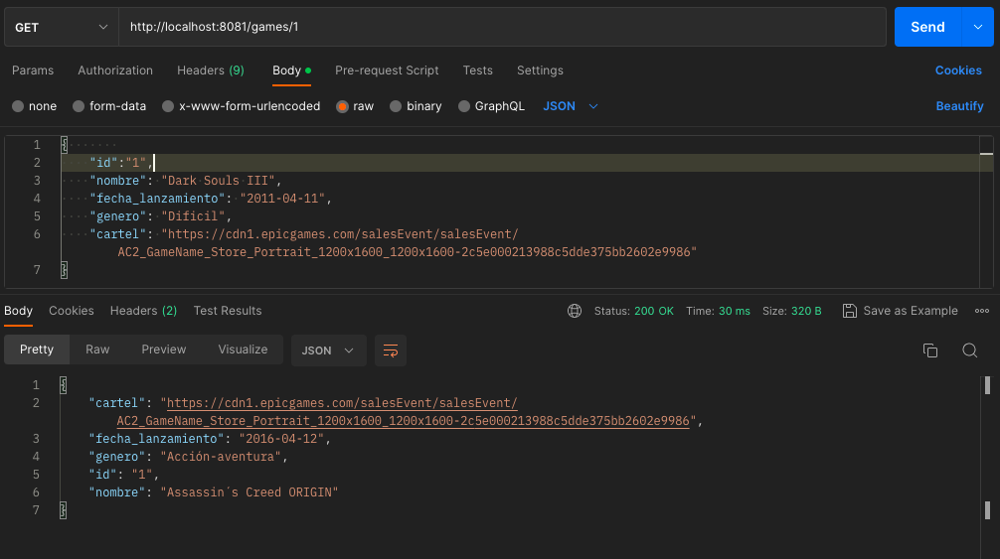 GET http://localhost:8081/games/1 Send
Params Authorization Headers (9) Body Pre-request Script Tests Settings Cookies
none form-data x-www-form-urlencoded raw binary GraphQL JSON Beautify
1 {
2 "id":"1",
3 "nombre": "Dark Souls III",
4 "fecha_lanzamiento": "2011-04-11",
5 "genero": "Difícil",
6 "cartel": "https://cdn1.epicgames.com/salesEvent/salesEvent/
AC2_GameName_Store_Portrait_1200x1600_1200x1600-2c5e000213988c5dde375bb2602e9986"
7 }
Body Cookies Headers (2) Test Results Status: 200 OK Time: 30 ms Size: 320 B Save as Example
Pretty Raw Preview Visualize JSON
1 {
2 "cartel": "https://cdn1.epicgames.com/salesEvent/salesEvent/
AC2_GameName_Store_Portrait_1200x1600_1200x1600-2c5e000213988c5dde375bb2602e9986",
3 "fecha_lanzamiento": "2016-04-12",
4 "genero": "Acción-aventura",
5 "id": "1",
6 "nombre": "Assassin´s Creed ORIGIN"
7 }